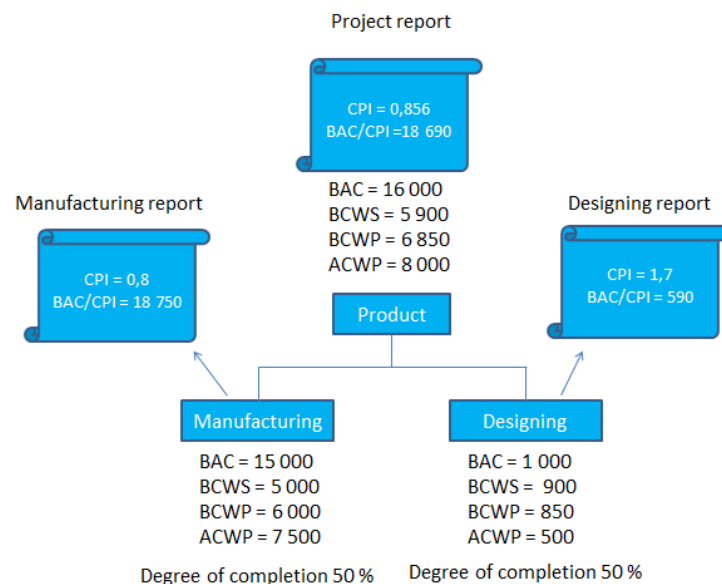 Project report
CPI = 0,856
BAC/CPI =18 690
BAC = 16 000
BCWS = 5 900
BCWP = 6 850
ACWP = 8 000
Product
Manufacturing report
CPI = 0,8
BAC/CPI = 18 750
Designing report
CPI = 1,7
BAC/CPI = 590
Manufacturing
BAC = 15 000
BCWS = 5 000
BCWP = 6 000
ACWP = 7 500
Degree of completion 50 %
Designing
BAC = 1 000
BCWS =  900
BCWP = 850
ACWP = 500
Degree of completion 50 %